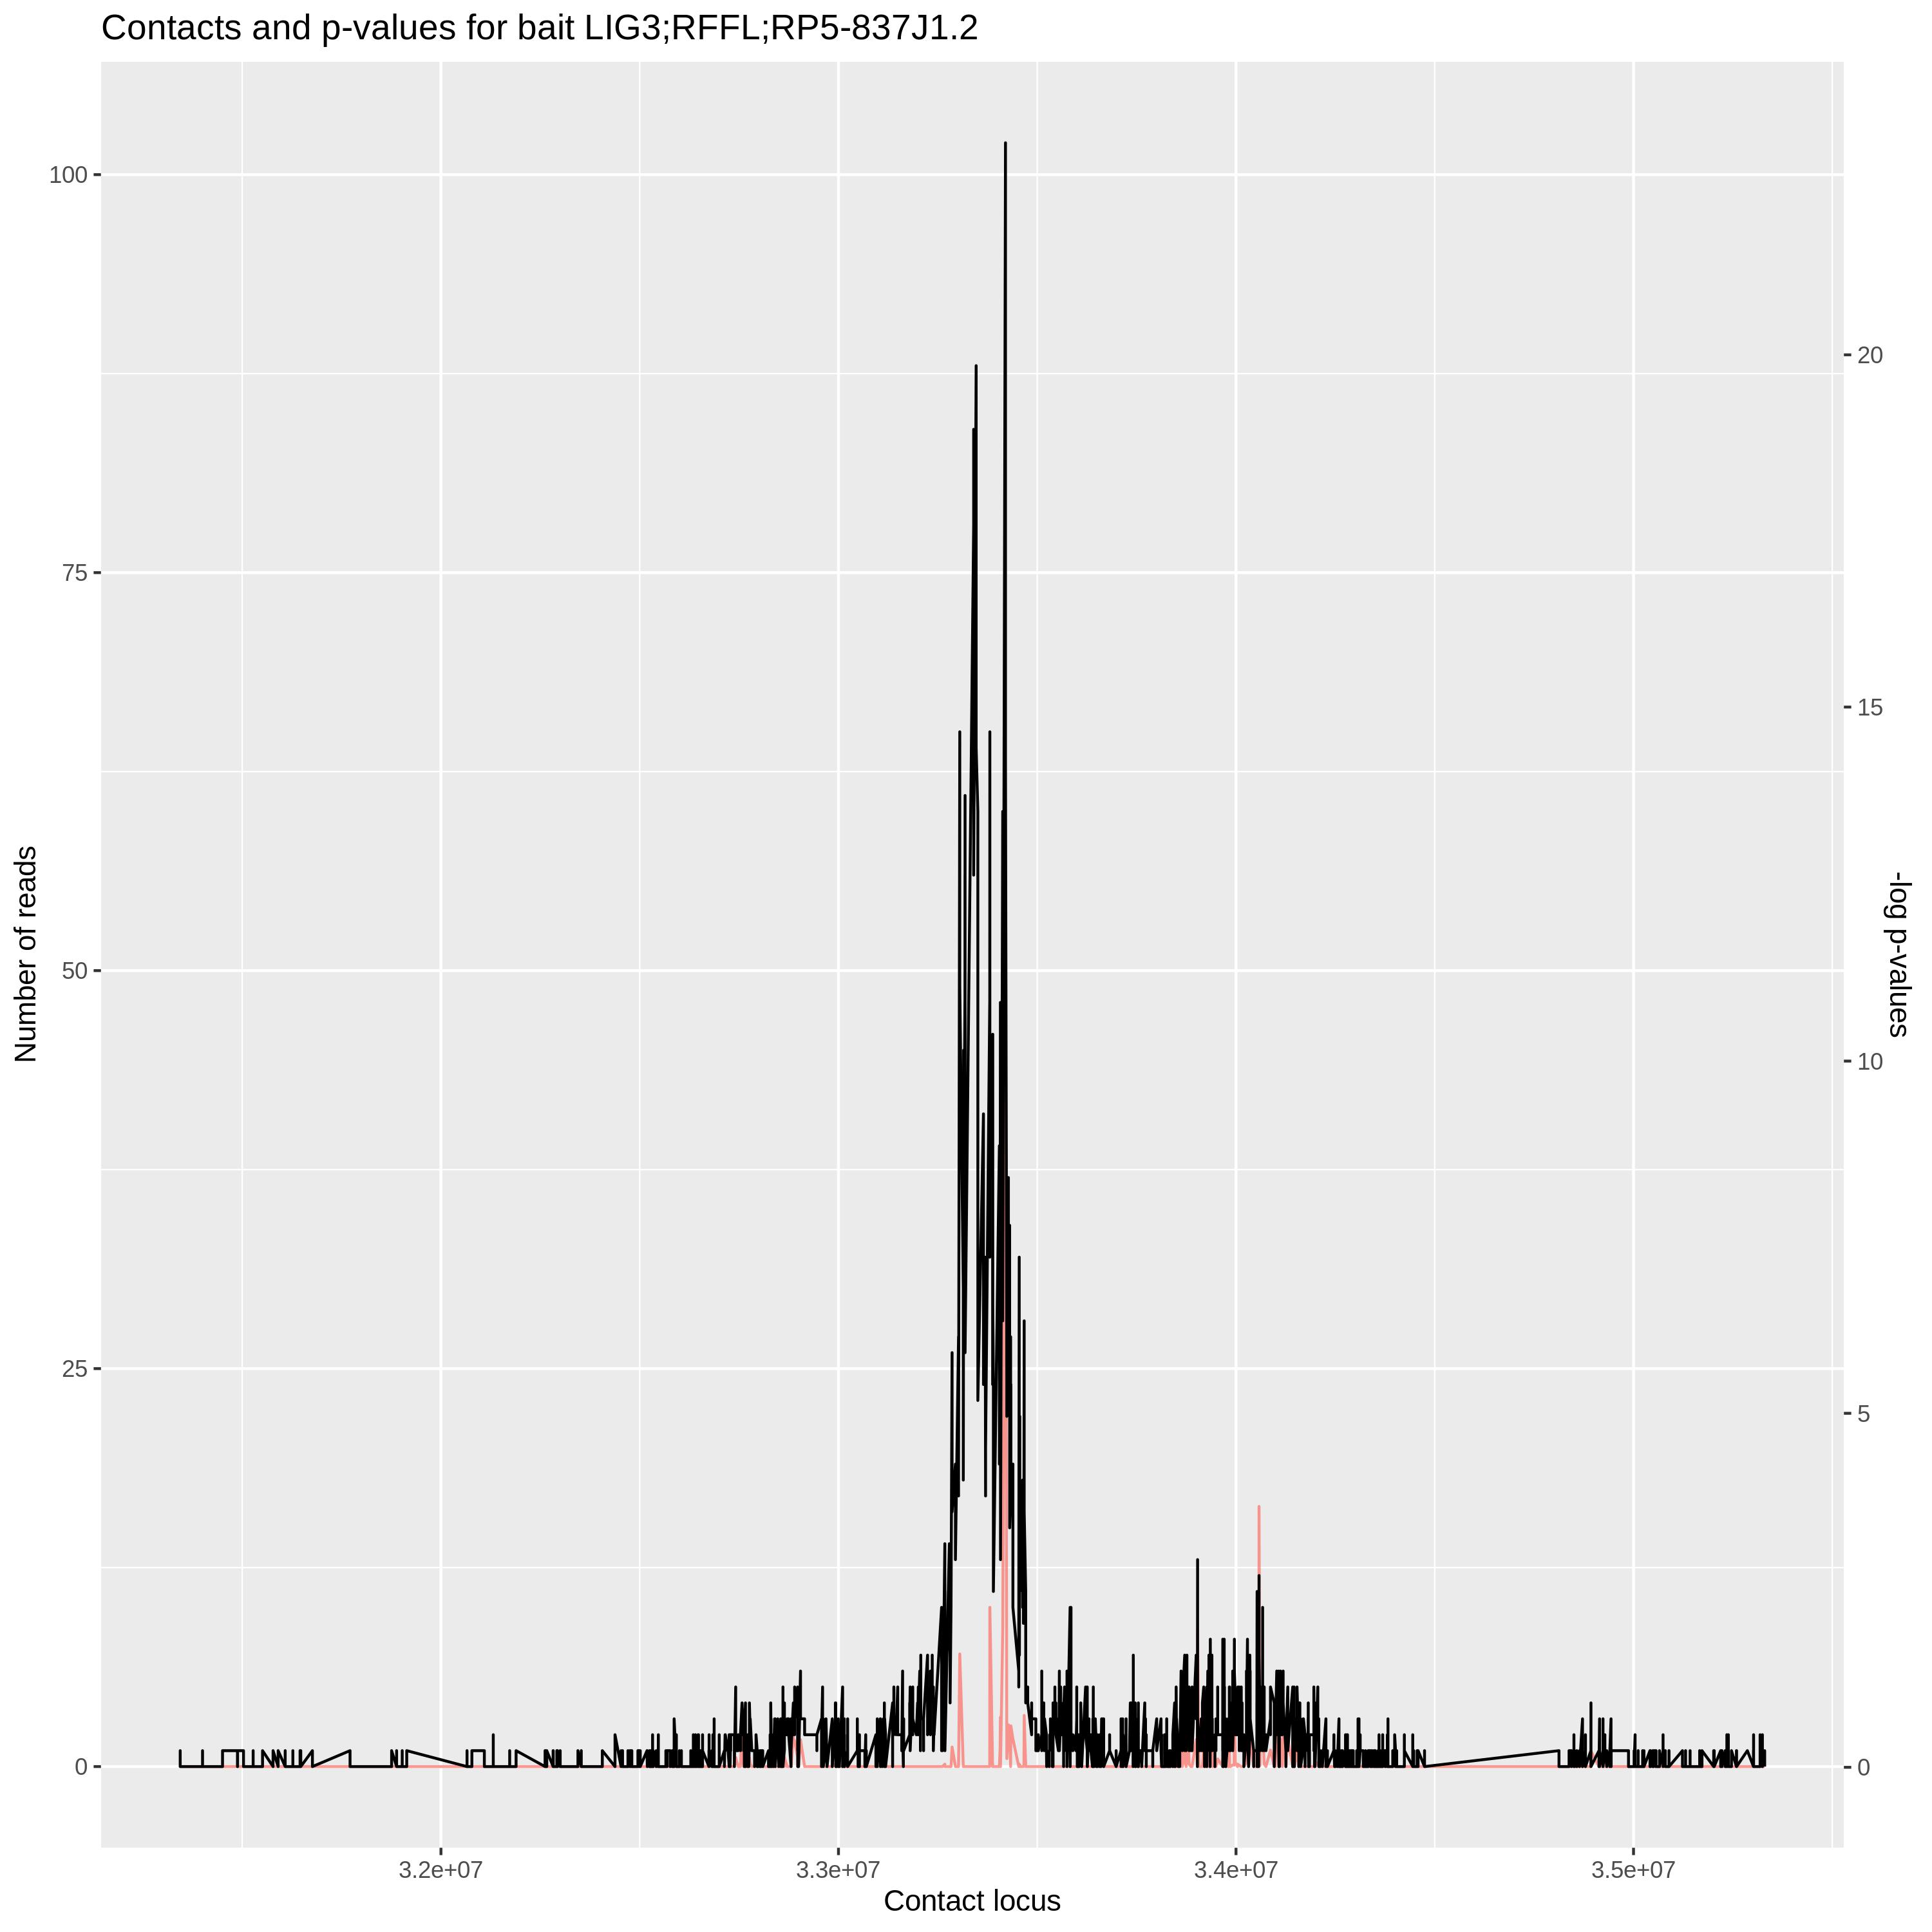 Contacts and p-values for bait LIG3;RFFL;RP5-837J1.2
100
75
50
25
0
Number of reads
20
15
10
5
0
-log p-values
3.2e+07
3.3e+07
3.4e+07
3.5e+07
Contact locus